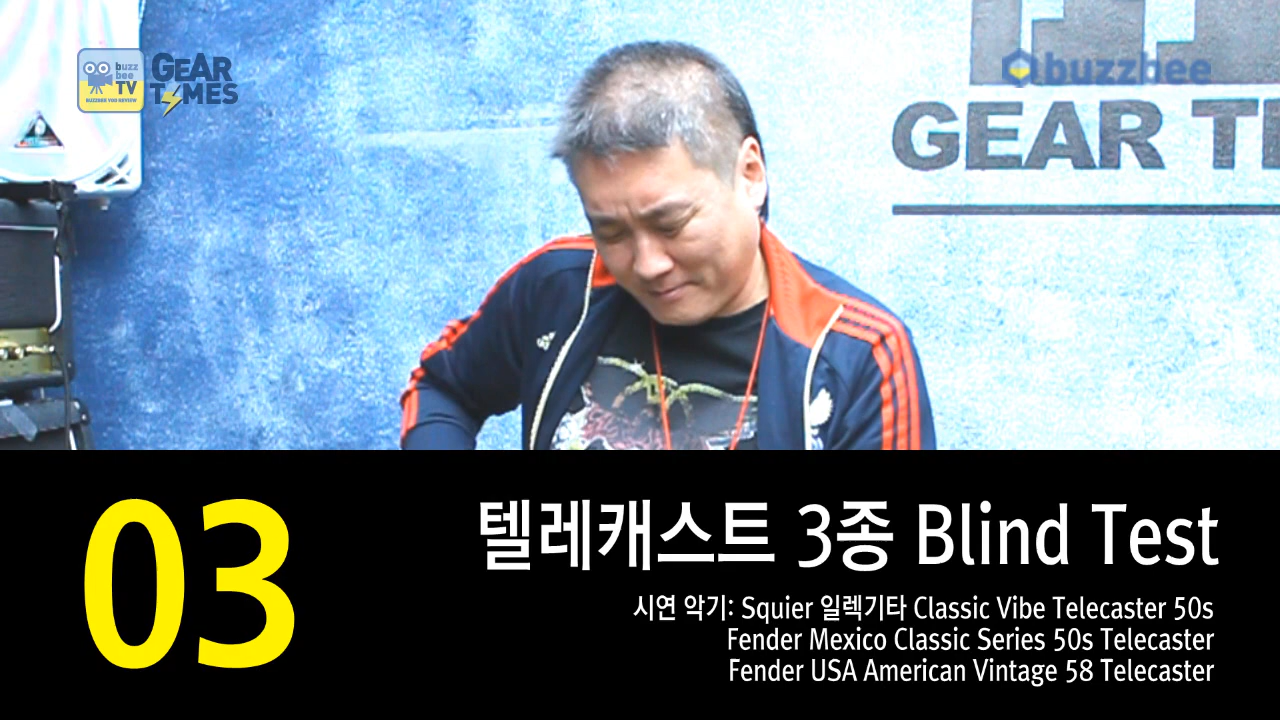 buzz
bee
TV
BUZZBEE YOU REVIEW
GEAR
TIMES
buzzbee
GEAR TI
03
텔레캐스트 3종 Blind Test
시연 악기: Squier 일렉기타 Classic Vibe Telecaster 50s
Fender Mexico Classic Series 50s Telecaster
Fender USA American Vintage 58 Telecaster